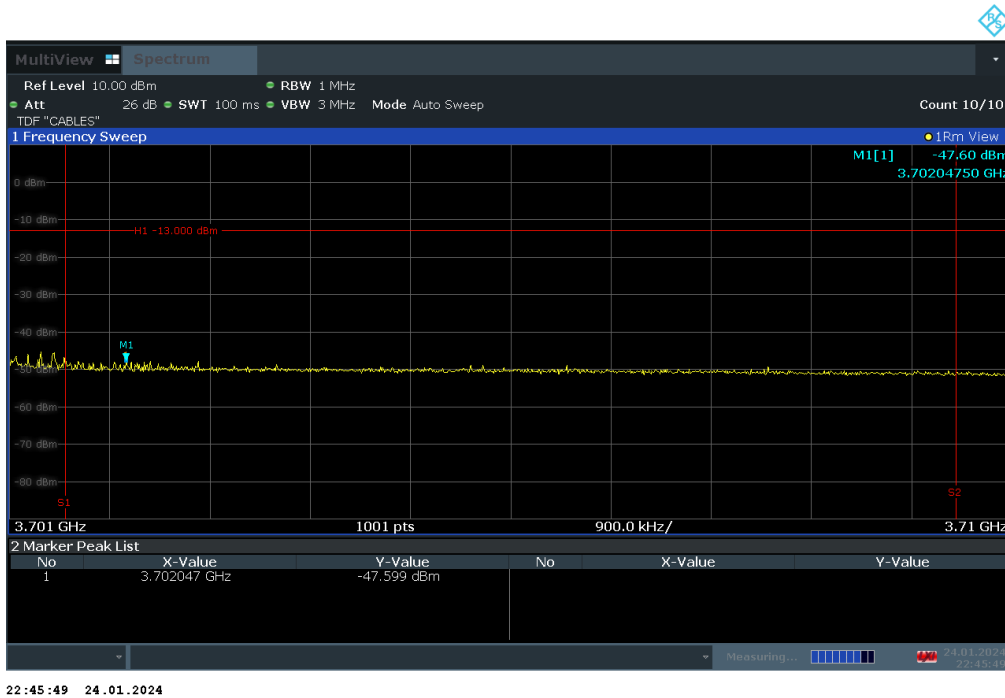 R&S
MultiView Spectrum
Ref Level 10.00 dBm RBW 1 MHz
Att 26 dB SWT 100 ms VBW 3 MHz Mode Auto Sweep Count 10/10
TDF "CABLES"
1 Frequency Sweep 1Rm View
M1[1] -47.60 dBm
3.70204750 GHz
0 dBm
-10 dBm
H1 -13.000 dBm
-20 dBm
-30 dBm
-40 dBm
M1
-50 dBm
-60 dBm
-70 dBm
-80 dBm
S1 S2
3.701 GHz 1001 pts 900.0 kHz/ 3.71 GHz
2 Marker Peak List
No X-Value Y-Value No X-Value Y-Value
1 3.702047 GHz -47.599 dBm
Measuring... 24.01.2024
22:45:49
22:45:49 24.01.2024